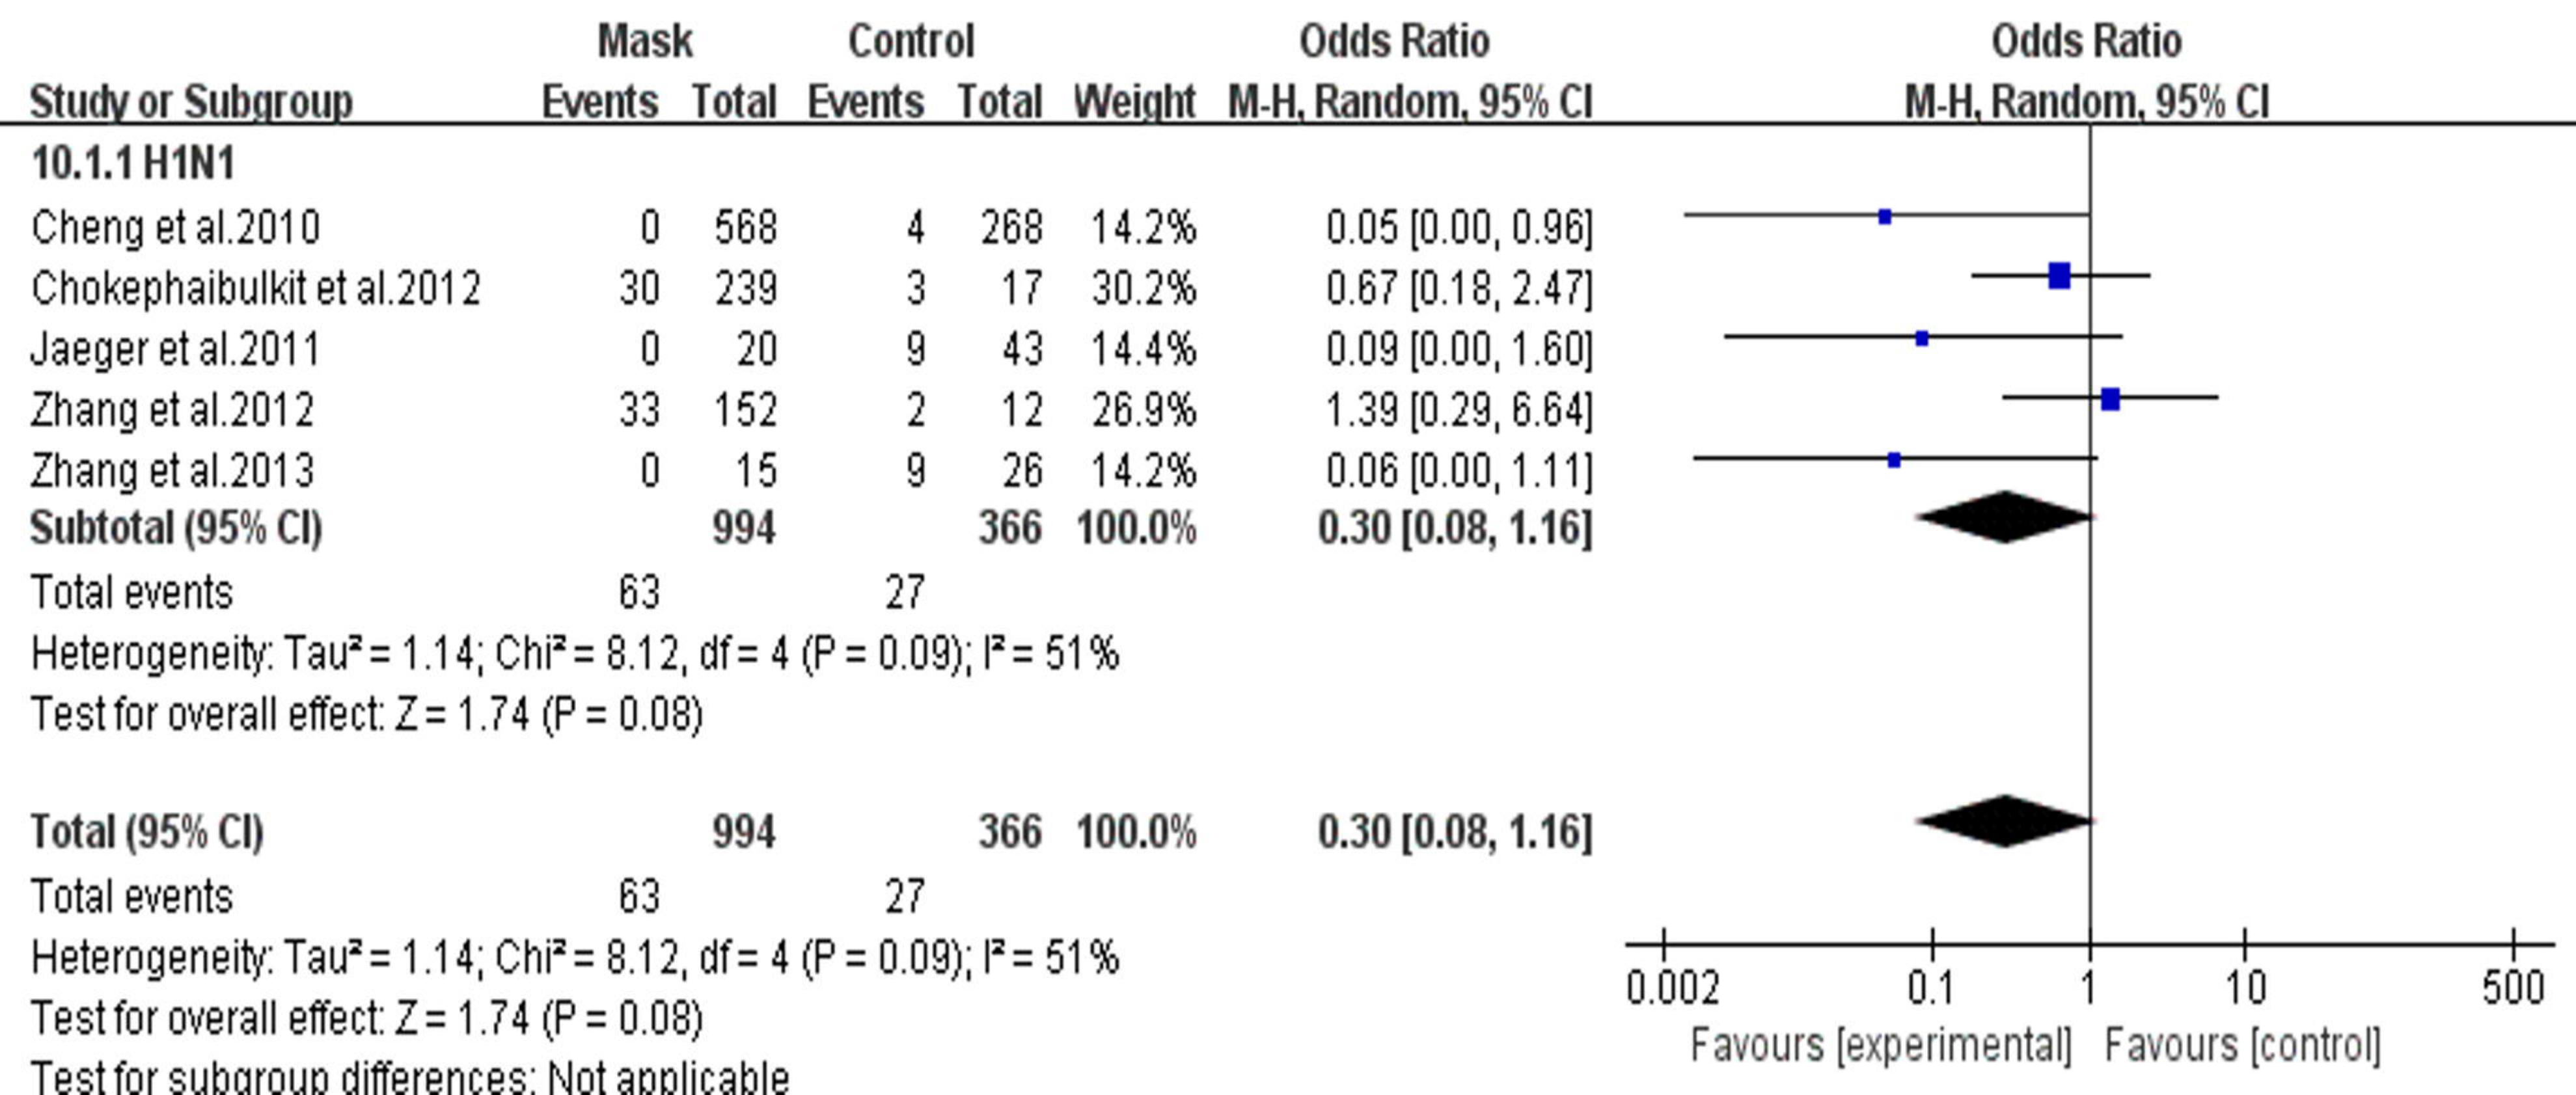 Mask Control Odds Ratio Odds Ratio
Study or Subgroup Events Total Events Total Weight M-H, Random, 95% CI M-H, Random, 95% CI
10.1.1 H1N1
Cheng et al.2010 0 568 4 268 14.2% 0.05 [0.00, 0.96]
Chokephaibulkit et al.2012 30 239 3 17 30.2% 0.67 [0.18, 2.47]
Jaeger et al.2011 0 20 9 43 14.4% 0.09 [0.00, 1.60]
Zhang et al.2012 33 152 2 12 26.9% 1.39 [0.29, 6.64]
Zhang et al.2013 0 15 9 26 14.2% 0.06 [0.00, 1.11]
Subtotal (95% CI) 994 366 100.0% 0.30 [0.08, 1.16]
Total events 63 27
Heterogeneity: Tau² = 1.14; Chi² = 8.12, df = 4 (P = 0.09); I² = 51%
Test for overall effect: Z = 1.74 (P = 0.08)
Total (95% CI) 994 366 100.0% 0.30 [0.08, 1.16]
Total events 63 27
Heterogeneity: Tau² = 1.14; Chi² = 8.12, df = 4 (P = 0.09); I² = 51%
0.002 0.1 1 10 500
Test for overall effect: Z = 1.74 (P = 0.08)
Favours [experimental] Favours [control]
Test for subgroup differences: Not applicable